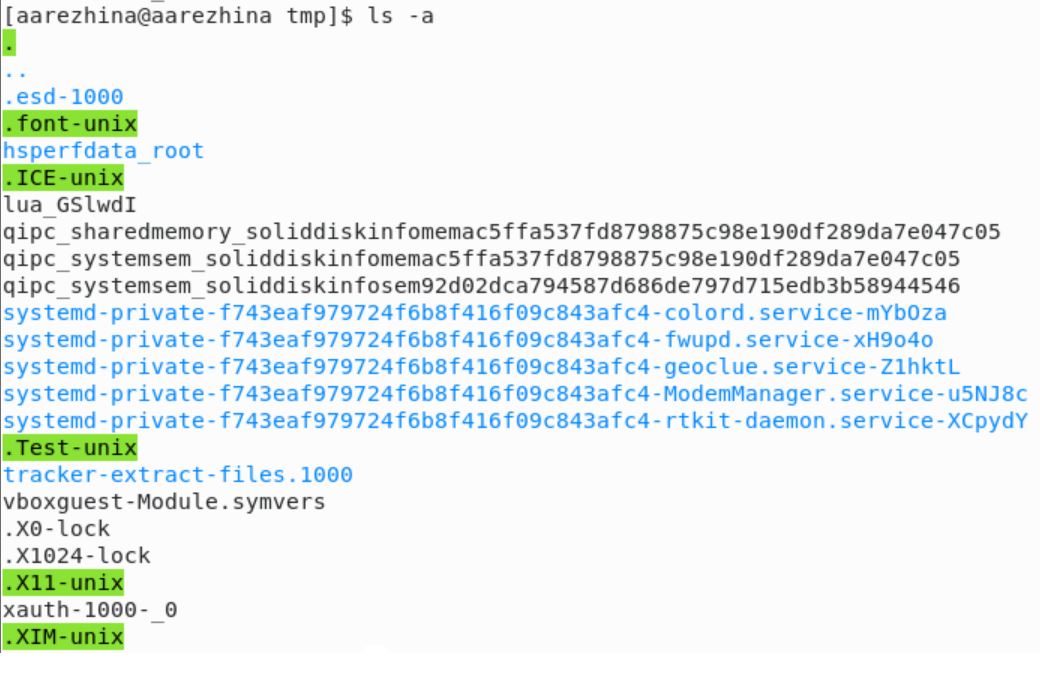 [aarezhina@aarezhina tmp]$ ls -a
.
..
.esd-1000
.font-unix
hsperfdata_root
.ICE-unix
lua_GSlwdI
qipc_sharedmemory_soliddiskinfomemac5ffa537fd8798875c98e190df289da7e047c05
qipc_systemsem_soliddiskinfomemac5ffa537fd8798875c98e190df289da7e047c05
qipc_systemsem_soliddiskinfosem92d02dca794587d686de797d715edb3b58944546
systemd-private-f743eaf979724f6b8f416f09c843afc4-colord.service-mYbOza
systemd-private-f743eaf979724f6b8f416f09c843afc4-fwupd.service-xH9o4o
systemd-private-f743eaf979724f6b8f416f09c843afc4-geoclue.service-Z1hktL
systemd-private-f743eaf979724f6b8f416f09c843afc4-ModemManager.service-u5NJ8c
systemd-private-f743eaf979724f6b8f416f09c843afc4-rtkit-daemon.service-XCpydY
.Test-unix
tracker-extract-files.1000
vboxguest-Module.symvers
.X0-lock
.X1024-lock
.X11-unix
xauth-1000-_0
.XIM-unix